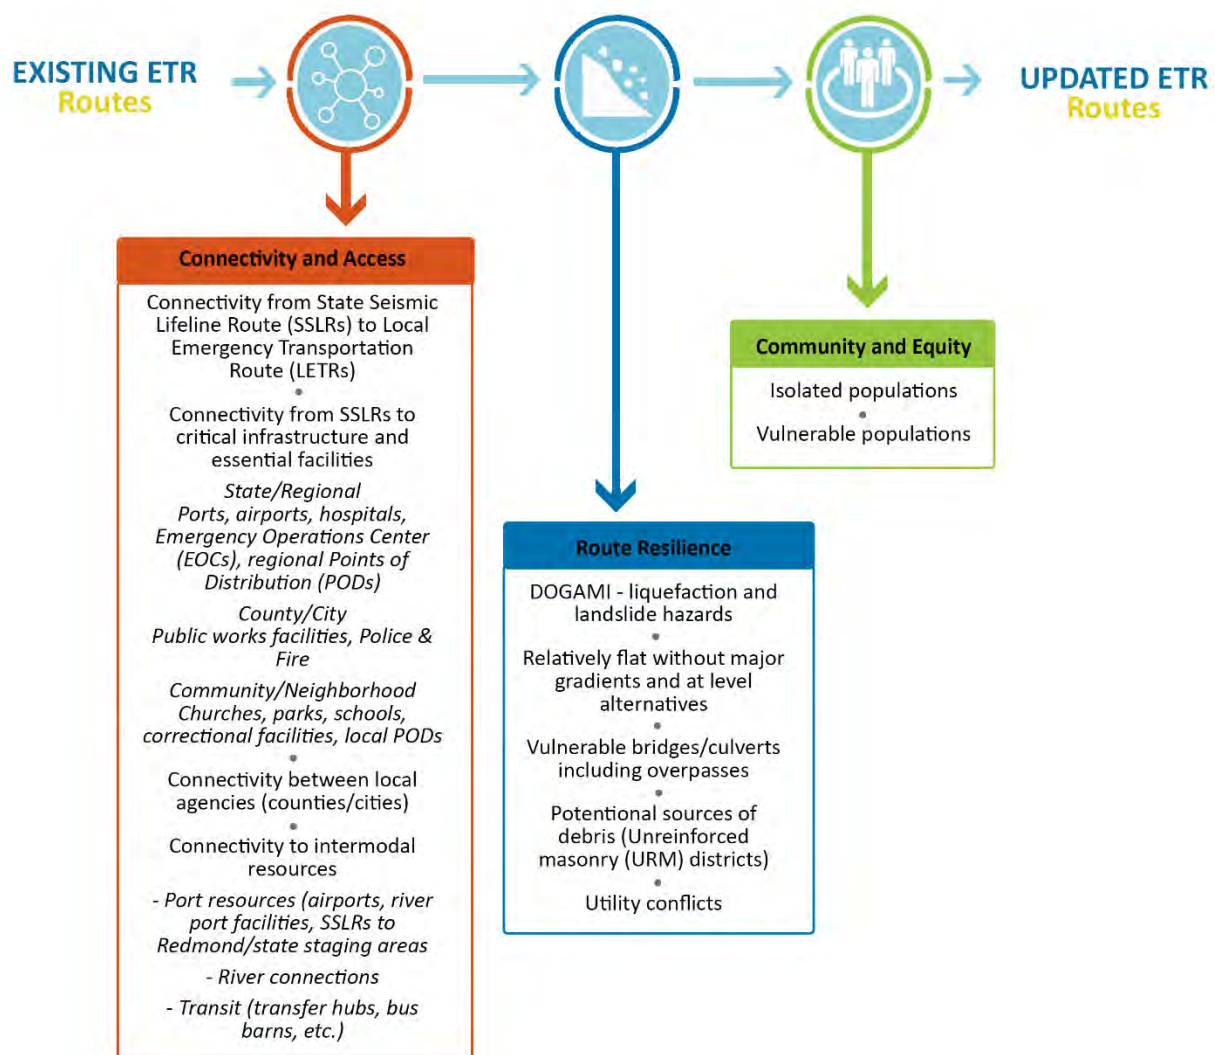 EXISTING ETR
Routes
UPDATED ETR
Routes
Connectivity and Access
Connectivity from State Seismic
Lifeline Route (SSLRs) to Local
Emergency Transportation
Route (LETRs)
•
Connectivity from SSLRs to
critical infrastructure and
essential facilities
State/Regional
Ports, airports, hospitals,
Emergency Operations Center
(EOCs), regional Points of
Distribution (PODs)
County/City
Public works facilities, Police &
Fire
Community/Neighborhood
Churches, parks, schools,
correctional facilities, local PODs
•
Connectivity between local
agencies (counties/cities)
•
Connectivity to intermodal
resources
- Port resources (airports, river
port facilities, SSLRs to
Redmond/state staging areas
- River connections
- Transit (transfer hubs, bus
barns, etc.)
Route Resilience
DOGAMI - liquefaction and
landslide hazards
•
Relatively flat without major
gradients and at level
alternatives
•
Vulnerable bridges/culverts
including overpasses
•
Potential sources of
debris (Unreinforced
masonry (URM) districts)
•
Utility conflicts
Community and Equity
Isolated populations
•
Vulnerable populations